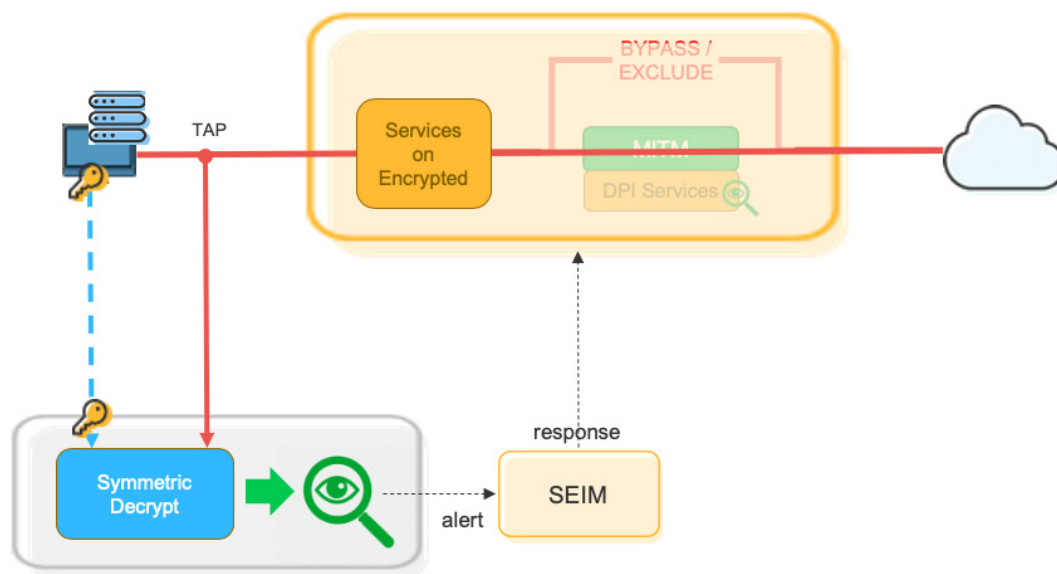 BYPASS /
EXCLUDE
TAP
Services
on
Encrypted
MITM
DPI Services
response
Symmetric
Decrypt
SEIM
alert